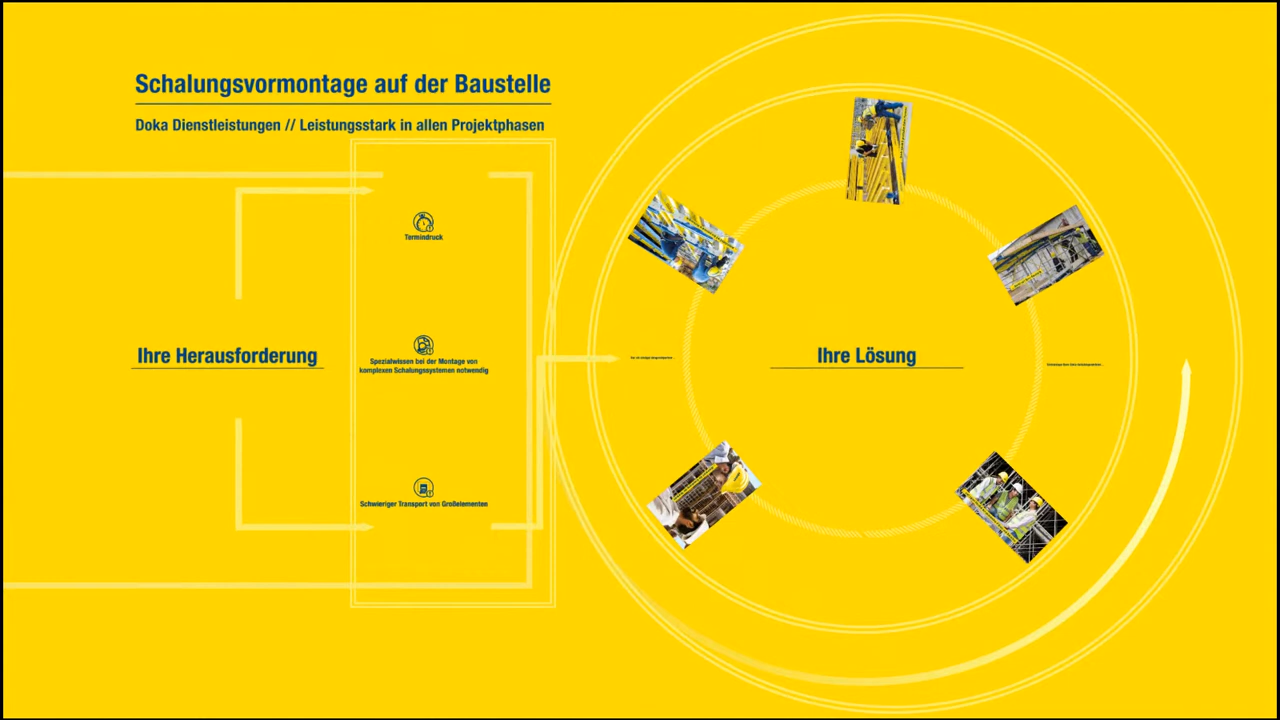 Schalungsvormontage auf der Baustelle
Doka Dienstleistungen // Leistungsstark in allen Projektphasen
Termindruck
Ihre Herausforderung
Spezialwissen bei der Montage von
komplexen Schalungssystemen notwendig
Schwieriger Transport von Großelementen
Ihre Lösung